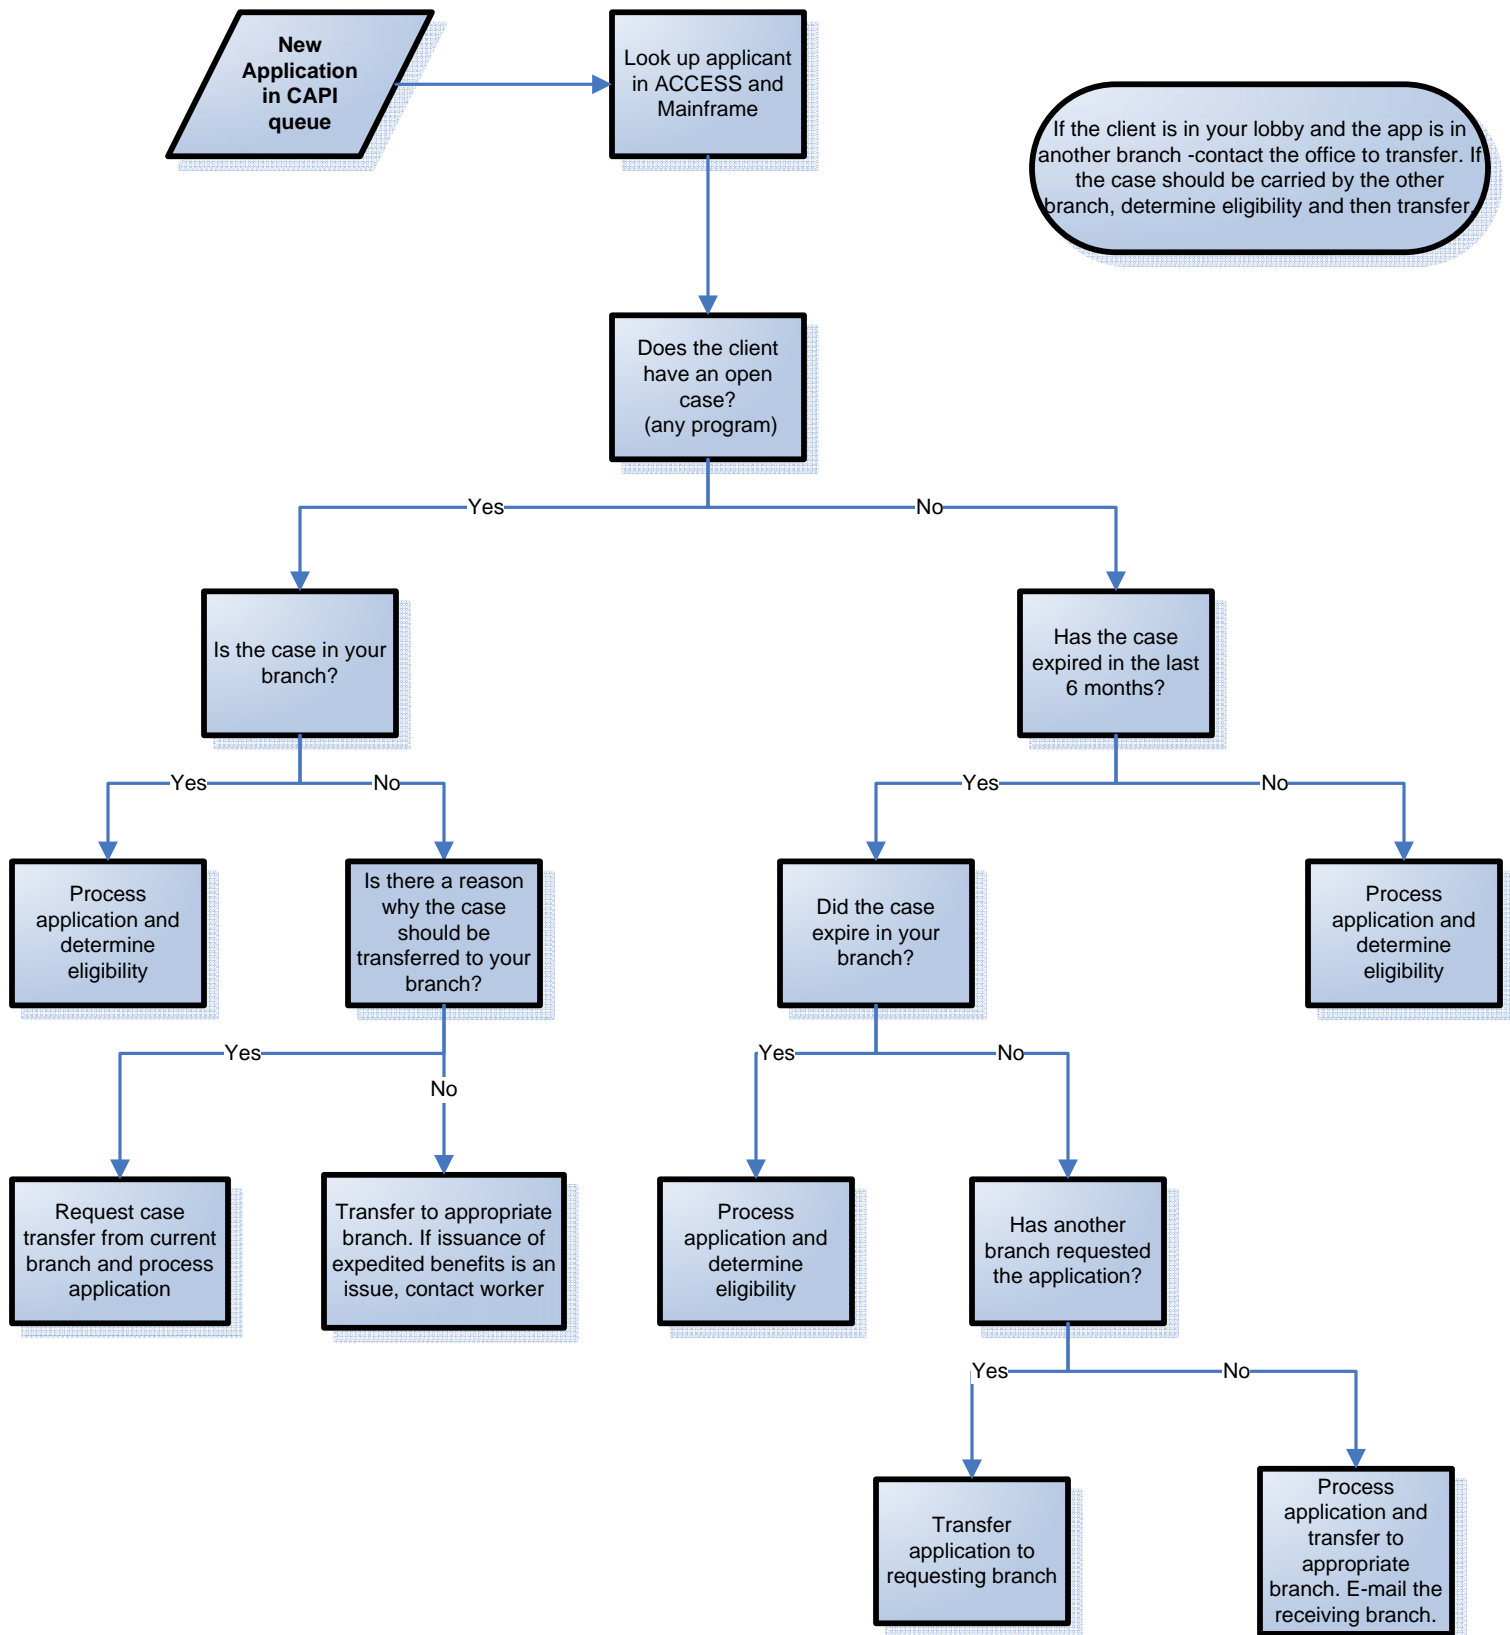 New
Application
in CAPI
queue
Look up applicant
in ACCESS and
Mainframe
If the client is in your lobby and the app is in
another branch -contact the office to transfer. If
the case should be carried by the other
branch, determine eligibility and then transfer.
Does the client
have an open
case?
(any program)
Yes
No
Is the case in your
branch?
Has the case
expired in the last
6 months?
Yes
No
Yes
No
Process
application and
determine
eligibility
Is there a reason
why the case
should be
transferred to your
branch?
Did the case
expire in your
branch?
Process
application and
determine
eligibility
Yes
No
Yes
No
Request case
transfer from current
branch and process
application
Transfer to appropriate
branch. If issuance of
expedited benefits is an
issue, contact worker
Process
application and
determine
eligibility
Has another
branch requested
the application?
Yes
No
Transfer
application to
requesting branch
Process
application and
transfer to
appropriate
branch. E-mail the
receiving branch.